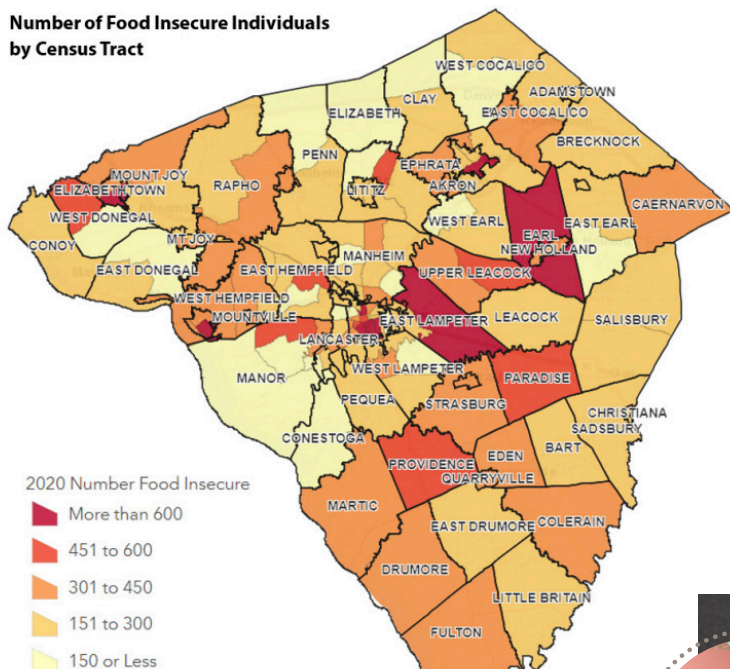 Number of Food Insecure Individuals
by Census Tract
WEST COCALICO
ADAMSTOWN
CLAY
ELIZABETH
EAST COCALICO
BRECKNOCK
PENN
EPHRATA
MOUNT JOY
RAPHO
LITITZ
AKRON
ELIZABETHTOWN
CAERNARVON
WEST DONEGAL
WEST EARL
EAST EARL
EARL
CONOY
MT JOY
NEW HOLLAND
MANHEIM
EAST DONEGAL
EAST HEMPFIELD
UPPER LEACOCK
WEST HEMPFIELD
MOUNTVILLE
EAST LAMPETER
LEACOCK
SALISBURY
LANCASTER
WEST LAMPETER
MANOR
PARADISE
PEQUEA
STRASBURG
CHRISTIANA
SADSBURY
CONESTOGA
BART
EDEN
PROVIDENCE
QUARRYVILLE
MARTIC
EAST DRUMORE
COLERAIN
DRUMORE
LITTLE BRITAIN
FULTON
2020 Number Food Insecure
More than 600
451 to 600
301 to 450
151 to 300
150 or Less